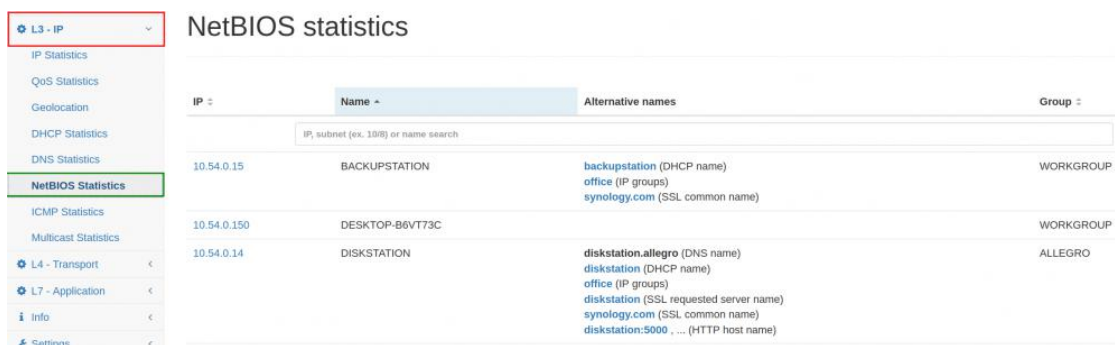 L3 - IP
IP Statistics
QoS Statistics
Geolocation
DHCP Statistics
DNS Statistics
NetBIOS Statistics
ICMP Statistics
Multicast Statistics
L4 - Transport
L7 - Application
Info
Settings
NetBIOS statistics
IP Name Alternative names Group
IP, subnet (ex. 10/8) or name search
10.54.0.15 BACKUPSTATION backupstation (DHCP name) WORKGROUP
office (IP groups)
synology.com (SSL common name)
10.54.0.150 DESKTOP-B6VT73C WORKGROUP
10.54.0.14 DISKSTATION diskstation.allegro (DNS name) ALLEGRO
diskstation (DHCP name)
office (IP groups)
diskstation (SSL requested server name)
synology.com (SSL common name)
diskstation:5000 , ... (HTTP host name)